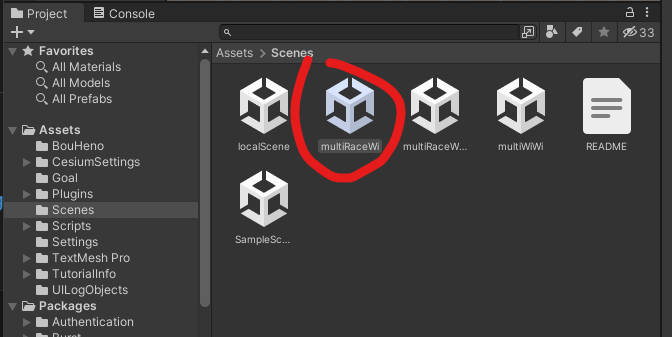 Project
Console
33
Favorites
All Materials
All Models
All Prefabs
Assets
BouHeno
CesiumSettings
Goal
Plugins
Scenes
Scripts
Settings
TextMesh Pro
TutorialInfo
UILogObjects
Packages
Authentication
Burst
Assets > Scenes
localScene
multiRaceWi
multiRaceW...
multiWiWi
README
SampleSc...